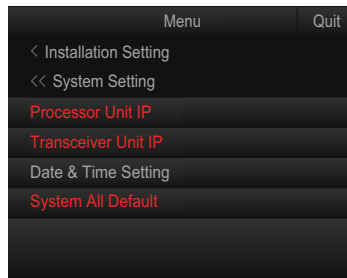 Menu Quit
< Installation Setting
<< System Setting
Processor Unit IP
Transceiver Unit IP
Date & Time Setting
System All Default